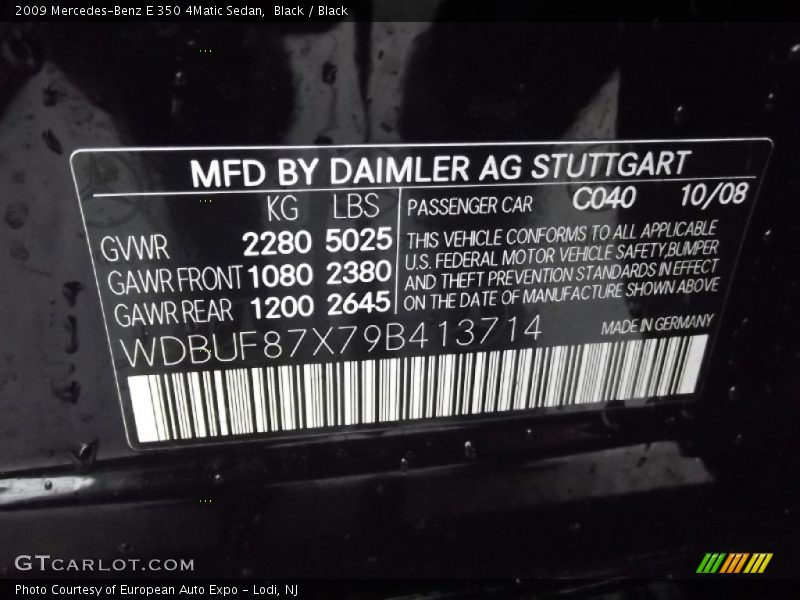 2009 Mercedes-Benz E 350 4Matic Sedan,  Black / Black
MFD BY DAIMLER AG STUTTGART
KG LBS
GVWR 2280 5025
GAWR FRONT 1080 2380
GAWR REAR 1200 2645
PASSENGER CAR C040 10/08
THIS VEHICLE CONFORMS TO ALL APPLICABLE
U.S. FEDERAL MOTOR VEHICLE SAFETY,BUMPER
AND THEFT PREVENTION STANDARDS IN EFFECT
ON THE DATE OF MANUFACTURE SHOWN ABOVE
WDBUF87X79B413714 MADE IN GERMANY
GTCARLOT.COM
Photo Courtesy of European Auto Expo - Lodi, NJ